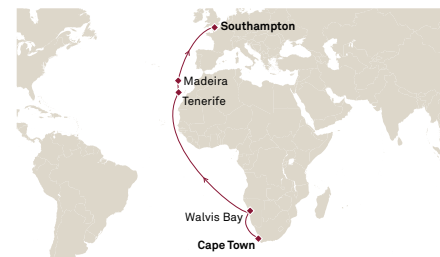 Southampton
Madeira
Tenerife
Walvis Bay
Cape Town